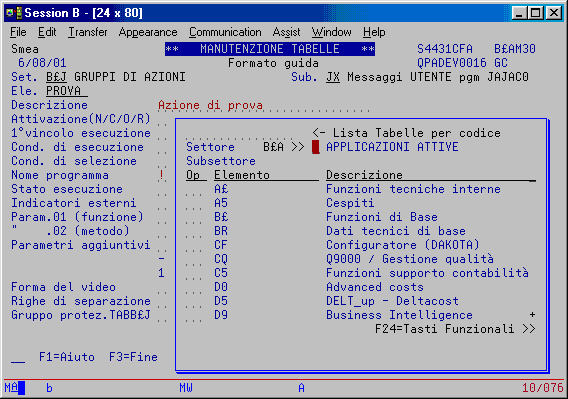 Session B - [24 x 80]
File Edit Transfer Appearance Communication Assist Window Help
Smea ** MANUTENZIONE TABELLE ** S4431CFA B£AM30
6/08/01 Formato guida QPADEV0016 GC
Set. B£J GRUPPI DI AZIONI Sub. JX Messaggi UTENTE pgm JAJAC0
Ele. PROVA
Descrizione Azione di prova
Attivazione(N/C/O/R)
1°vincolo esecuzione <- Lista Tabelle per codice
Cond. di esecuzione Settore B£A >> APPLICAZIONI ATTIVE
Cond. di selezione Subsettore
Nome programma ! Op Elemento Descrizione
Stato esecuzione A£ Funzioni tecniche interne
Indicatori esterni A5 Cespiti
Param.01 (funzione) B£ Funzioni di Base
" .02 (metodo) BR Dati tecnici di base
Parametri aggiuntivi CF Configuratore (DAKOTA)
- CQ Q9000 / Gestione qualità
1 C5 Funzioni supporto contabilità
Forma del video D0 Advanced costs
Righe di separazione D5 DELT_up - Deltacost
Gruppo protez.TABB£J D9 Business Intelligence +
F24=Tasti Funzionali >>
F1=Aiuto F3=Fine
MA b MW A 10/076